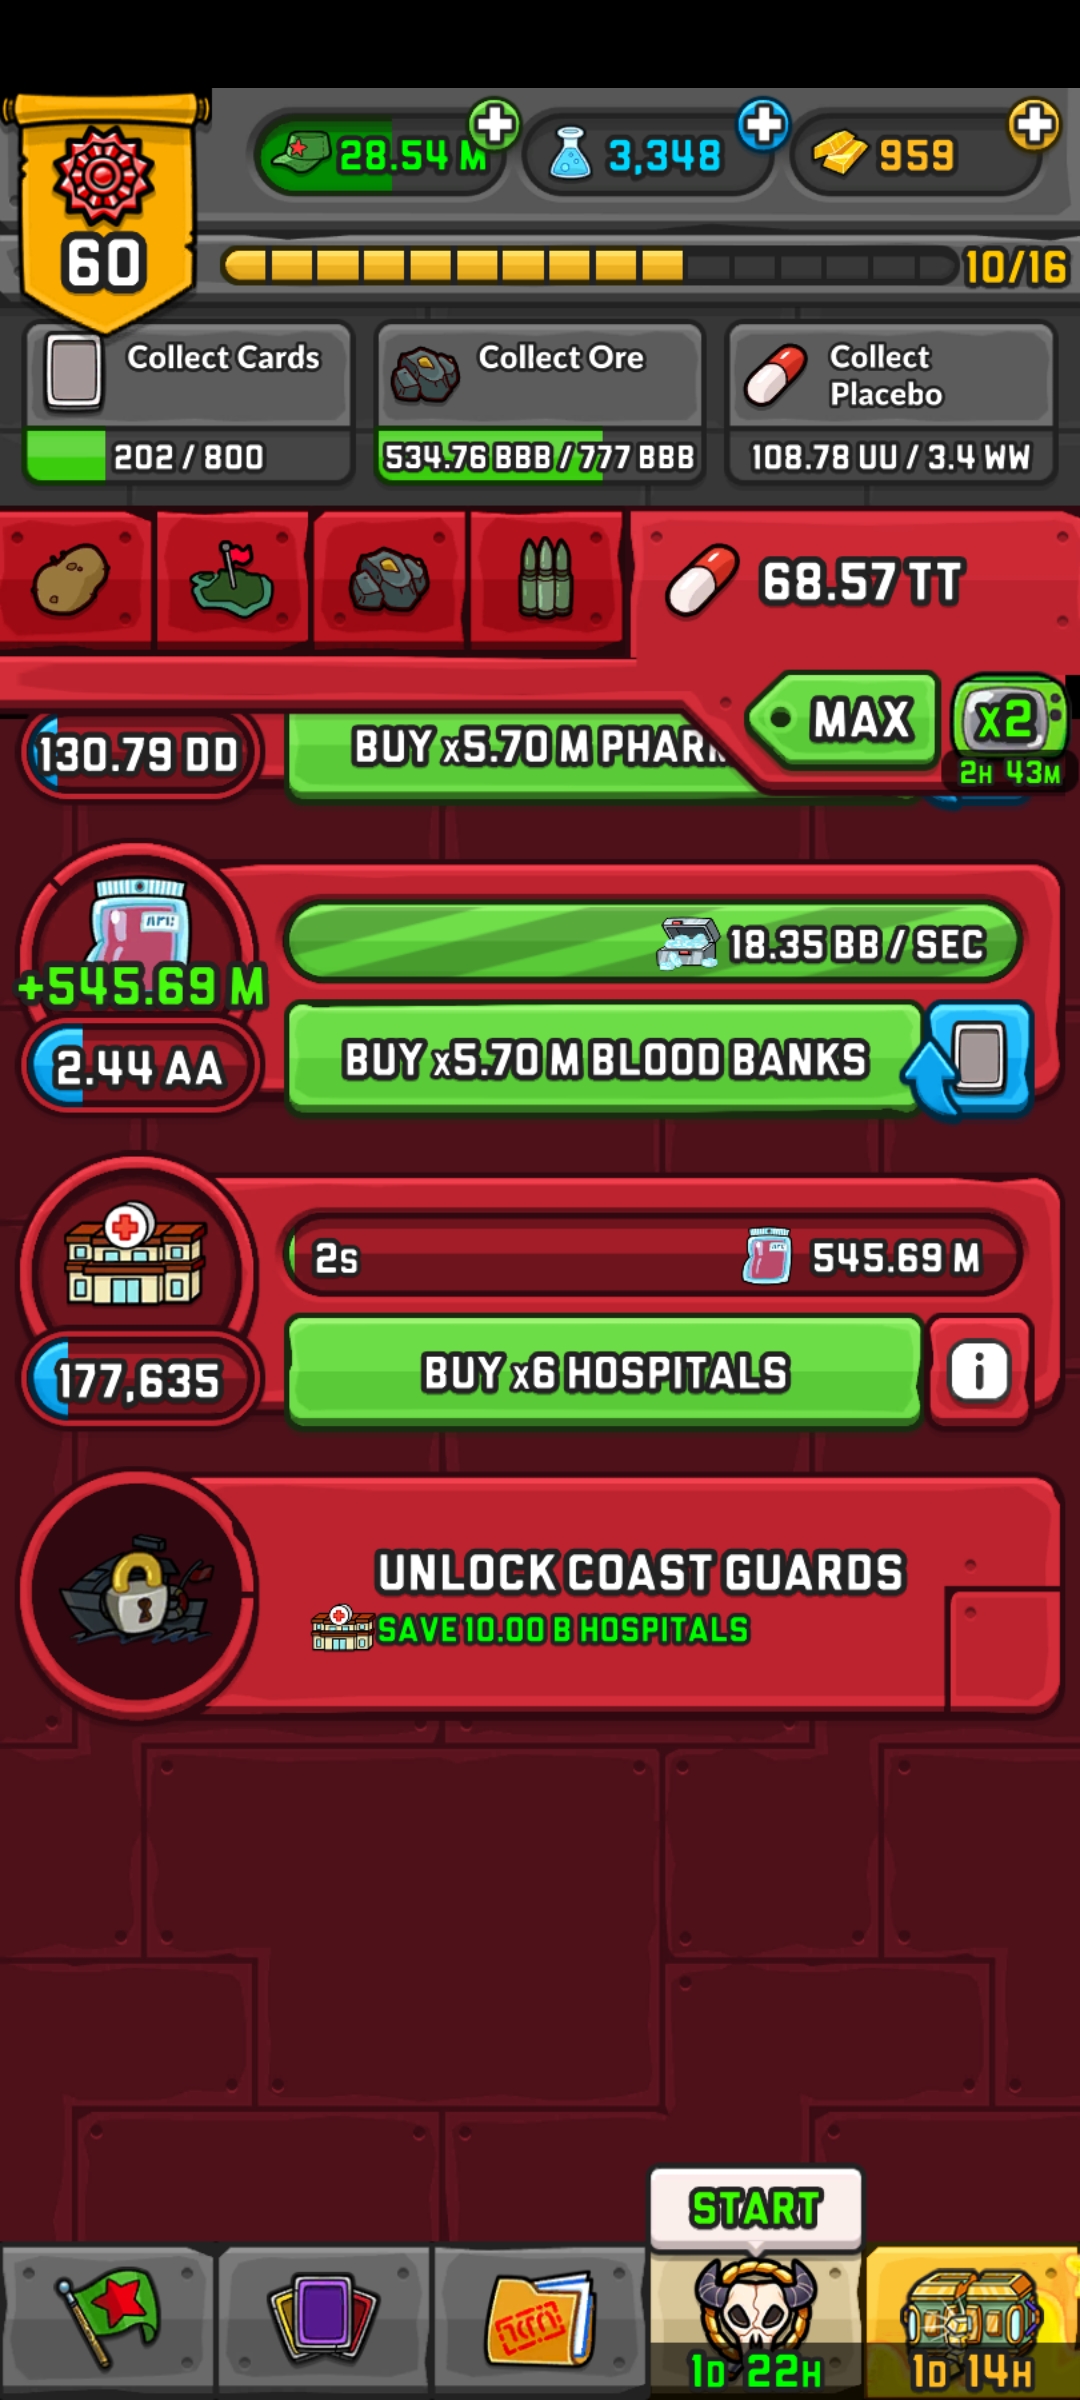 28.54 M
3,348
959
60
10/16
Collect Cards
Collect Ore
Collect
Placebo
202 / 800
534.76 BBB / 777 BBB
108.78 UU / 3.4 WW
68.57 TT
MAX
x2
2H 43M
130.79 DD
BUY x5.70 M
18.35 BB / SEC
+545.69 M
2.44 AA
BUY x5.70 M BLOOD BANKS
2s
545.69 M
177,635
BUY x6 HOSPITALS
i
UNLOCK COAST GUARDS
SAVE 10.00 B HOSPITALS
START
1D 22H
1D 14H